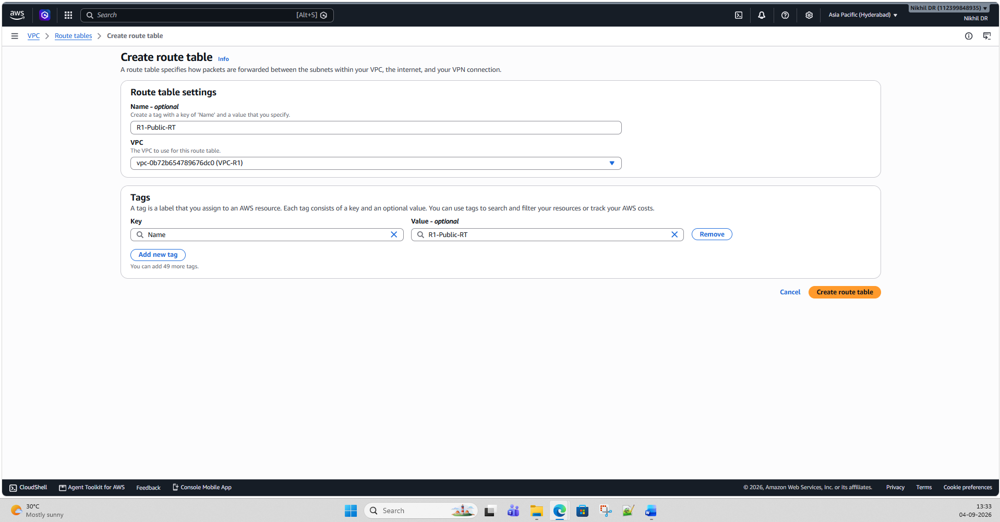 aws
Search [Alt+S]
Asia Pacific (Hyderabad)
Nikhil DR (112399848935)
Nikhil DR
VPC
Route tables
Create route table
Create route table Info
A route table specifies how packets are forwarded between the subnets within your VPC, the internet, and your VPN connection.
Route table settings
Name - optional
Create a tag with a key of 'Name' and a value that you specify.
R1-Public-RT
VPC
The VPC to use for this route table.
vpc-0b72b654789676dc0 (VPC-R1)
Tags
A tag is a label that you assign to an AWS resource. Each tag consists of a key and an optional value. You can use tags to search and filter your resources or track your AWS costs.
Key
Value - optional
Name
R1-Public-RT
Remove
Add new tag
You can add 49 more tags.
Cancel
Create route table
CloudShell
Agent Toolkit for AWS
Feedback
Console Mobile App
© 2026, Amazon Web Services, Inc. or its affiliates.
Privacy
Terms
Cookie preferences
30°C
Mostly sunny
Search
13:33
04-09-2026